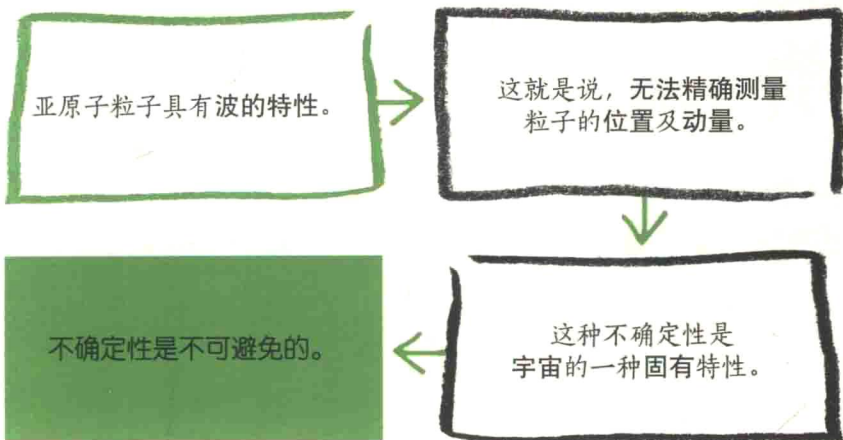 亚原子粒子具有波的特性。
这就是说，无法精确测量
粒子的位置及动量。
这种不确定性是
宇宙的一种固有特性。
不确定性是不可避免的。